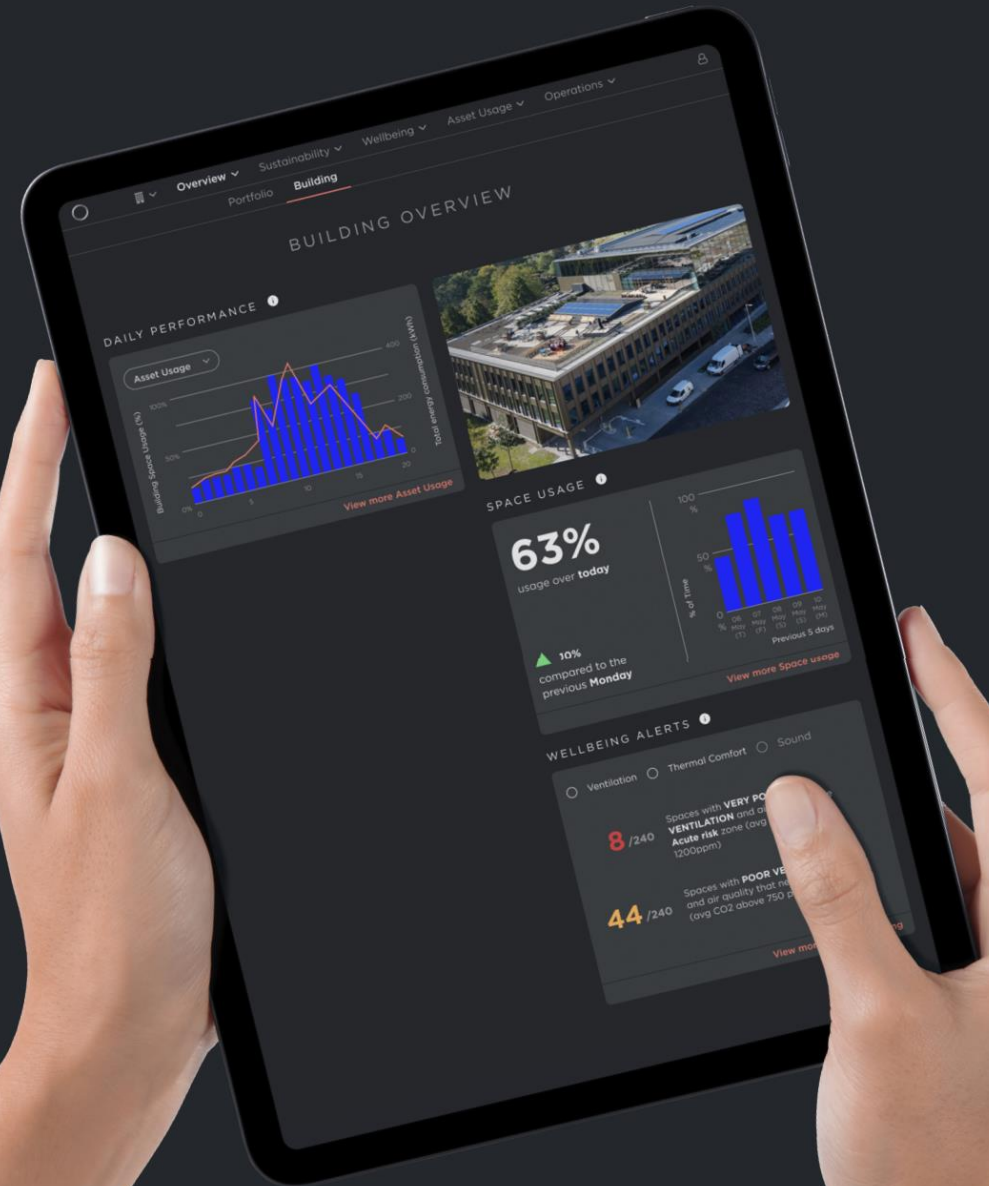 Overview Sustainability Wellbeing Asset Usage Operations
Portfolio Building
BUILDING OVERVIEW
DAILY PERFORMANCE
Asset Usage
Building Space Usage (%)
100%
50%
0%
0 5 10 15 20
400
200
0
Total energy consumption (kWh)
View more Asset Usage
SPACE USAGE
63%
usage over today
10%
compared to the
previous Monday
% of Time
100
%
50
%
0
%
06 07 08 09 10
May May May May May
(T) (F) (S) (S) (M)
Previous 5 days
View more Space usage
WELLBEING ALERTS
Ventilation Thermal Comfort Sound
8 /240
Spaces with VERY
VENTILATION and
Acute risk zone (avg
1200ppm)
44 /240
Spaces with POOR
and air quality that
(avg CO2 above 750
View